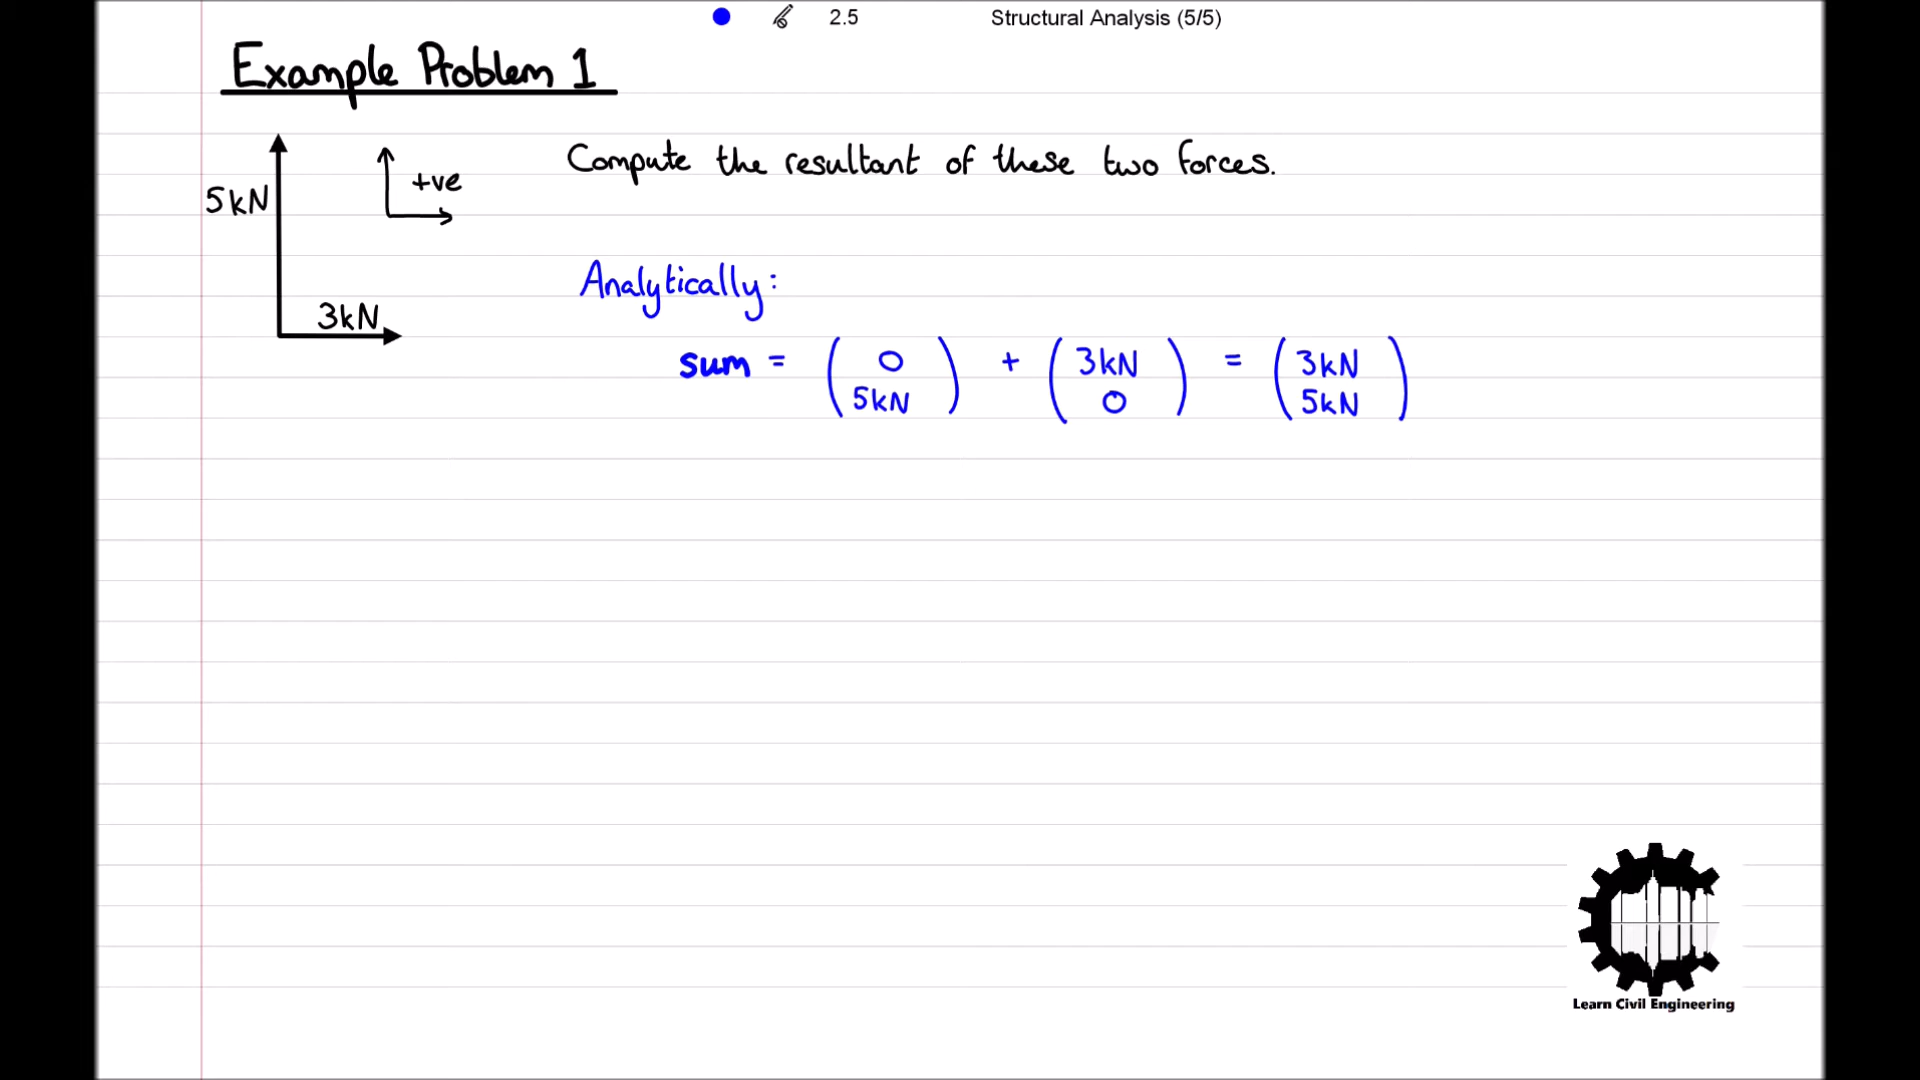 2.5 Structural Analysis (5/5)
Example Problem 1
Compute the resultant of these two forces.
+ve
5kN
3kN
Analytically:
sum = ( 0 ) + ( 3kN ) = ( 3kN )
5kN 0 5kN
Learn Civil Engineering